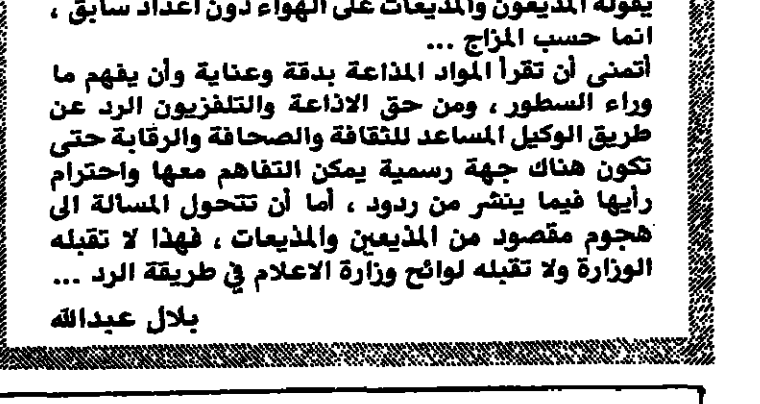 يقوله المذيعون والمذيعات على الهواء دون اعداد سابق ،
انما حسب المزاج ...
أتمنى أن تقرأ المواد المذاعة بدقة وعناية وأن يفهم ما
وراء السطور ، ومن حق الاذاعة والتلفزيون الرد عن
طريق الوكيل المساعد للثقافة والصحافة والرقابة حتى
تكون هناك جهة رسمية يمكن التفاهم معها واحترام
رأيها فيما ينشر من ردود ، أما أن تتحول المسألة الى
هجوم مقصود من المذيعين والمذيعات ، فهذا لا تقبله
الوزارة ولا تقبله لوائح وزارة الاعلام في طريقة الرد ...
بلال عبدالله